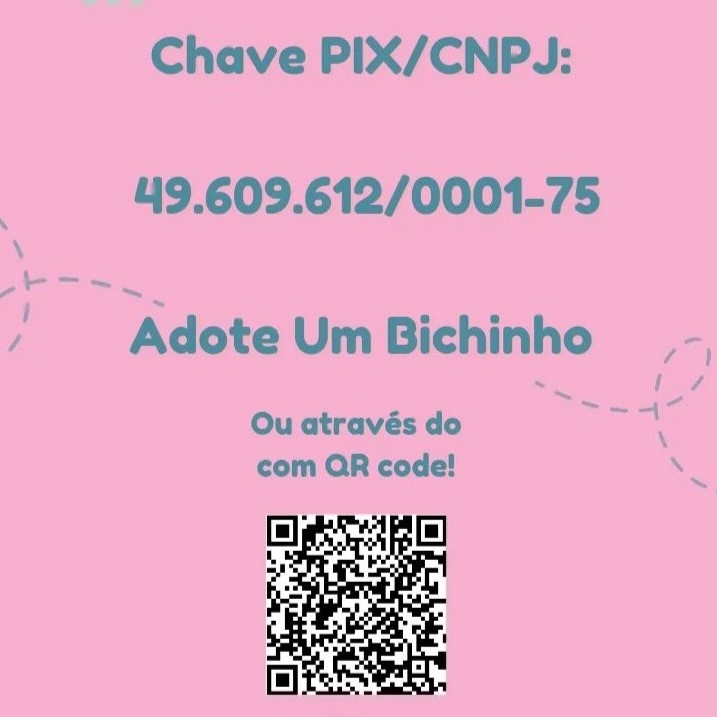 Chave PIX/CNPJ:
49.609.612/0001-75
Adote Um Bichinho
Ou através do
com QR code!